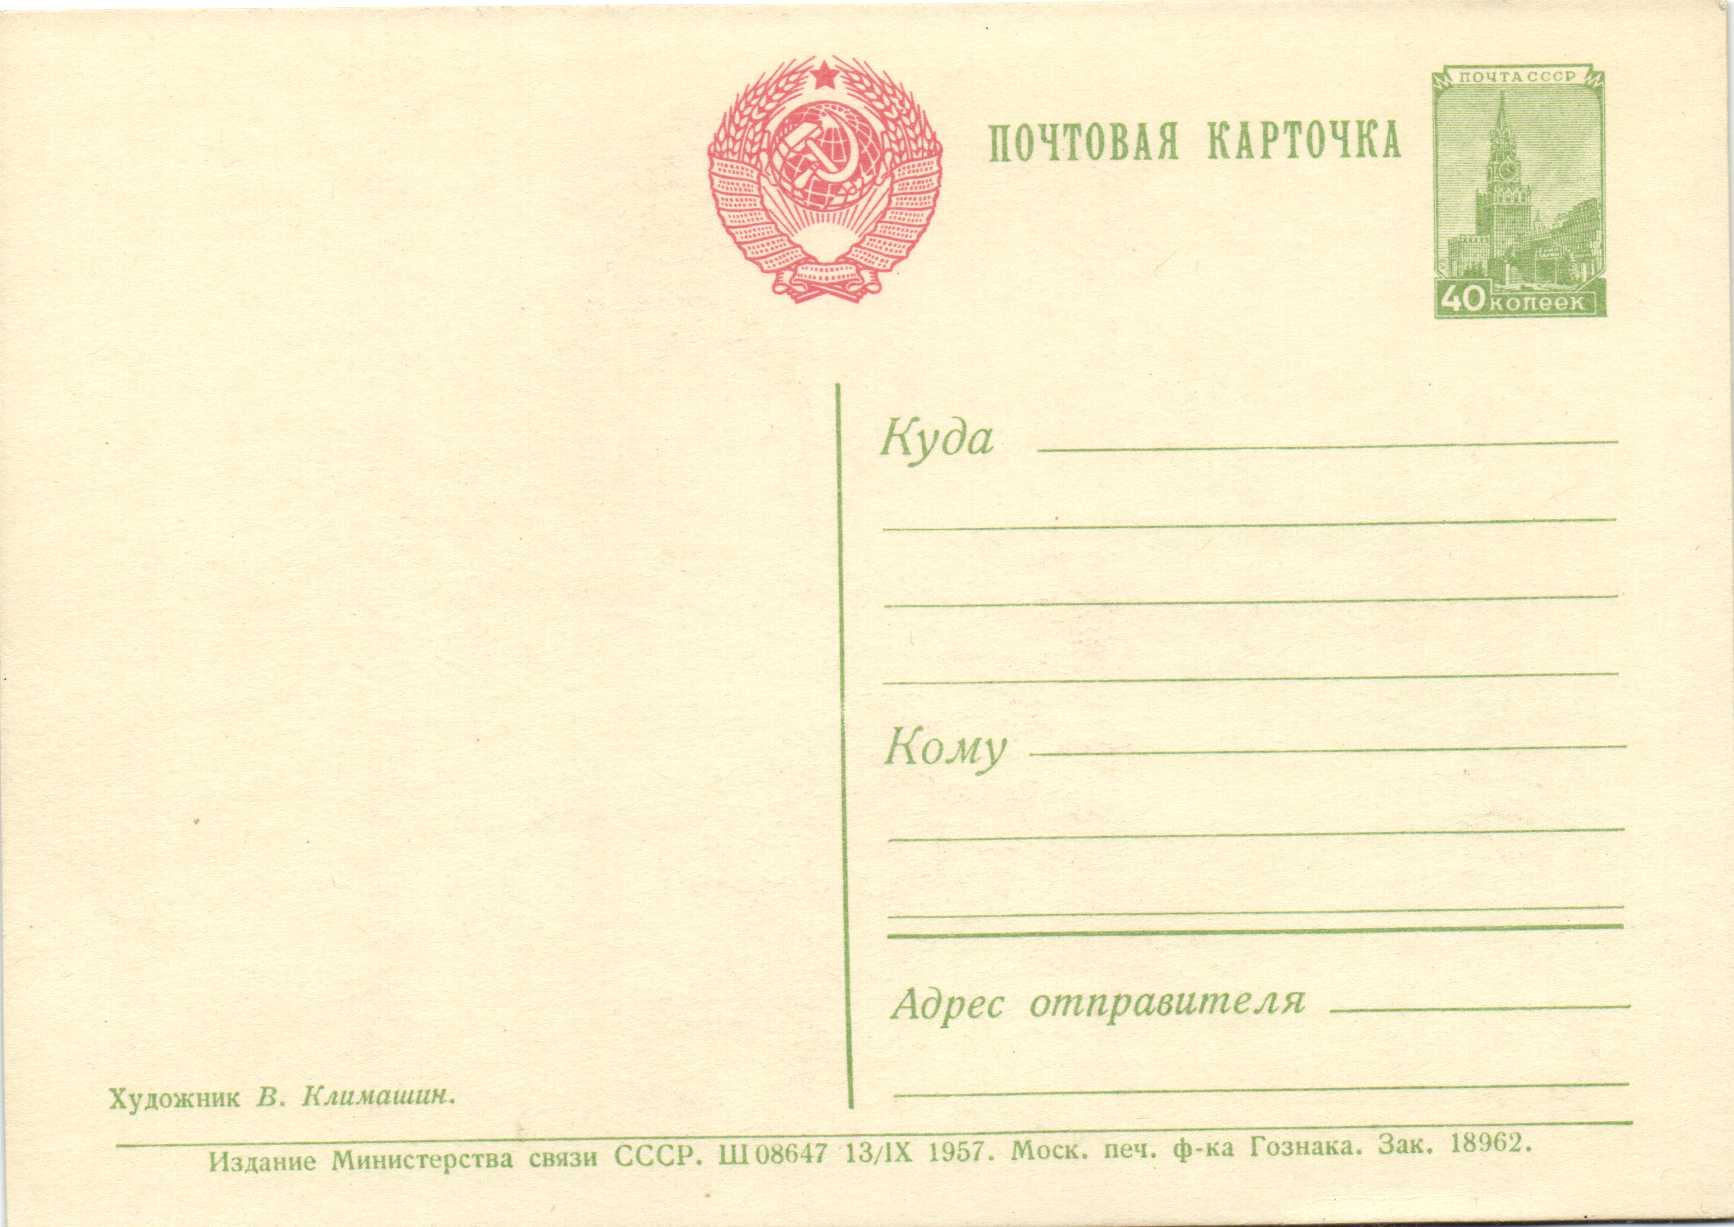 ПОЧТОВАЯ КАРТОЧКА
ПОЧТА СССР
40 КОПЕЕК
Куда
Кому
Адрес отправителя
Художник В. Климашин.
Издание Министерства связи СССР. Ш 08647 13/IX 1957. Моск. печ. ф-ка Гознака. Зак. 18962.